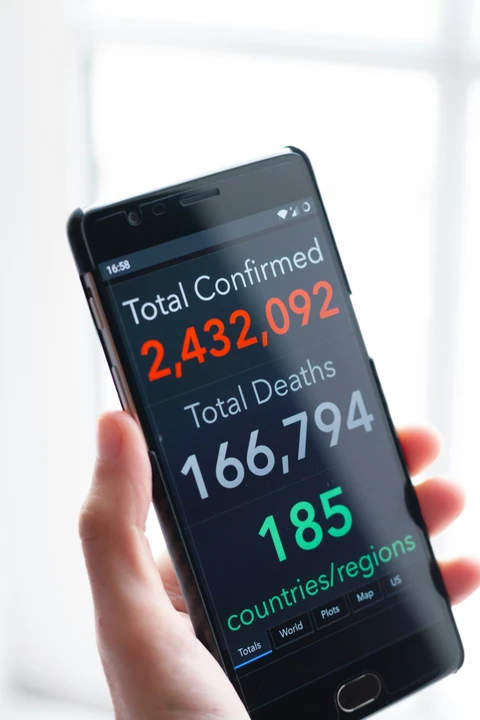 16:58
Total Confirmed
2,432,092
Total Deaths
166,794
185
countries/regions
Totals World Plots Map US